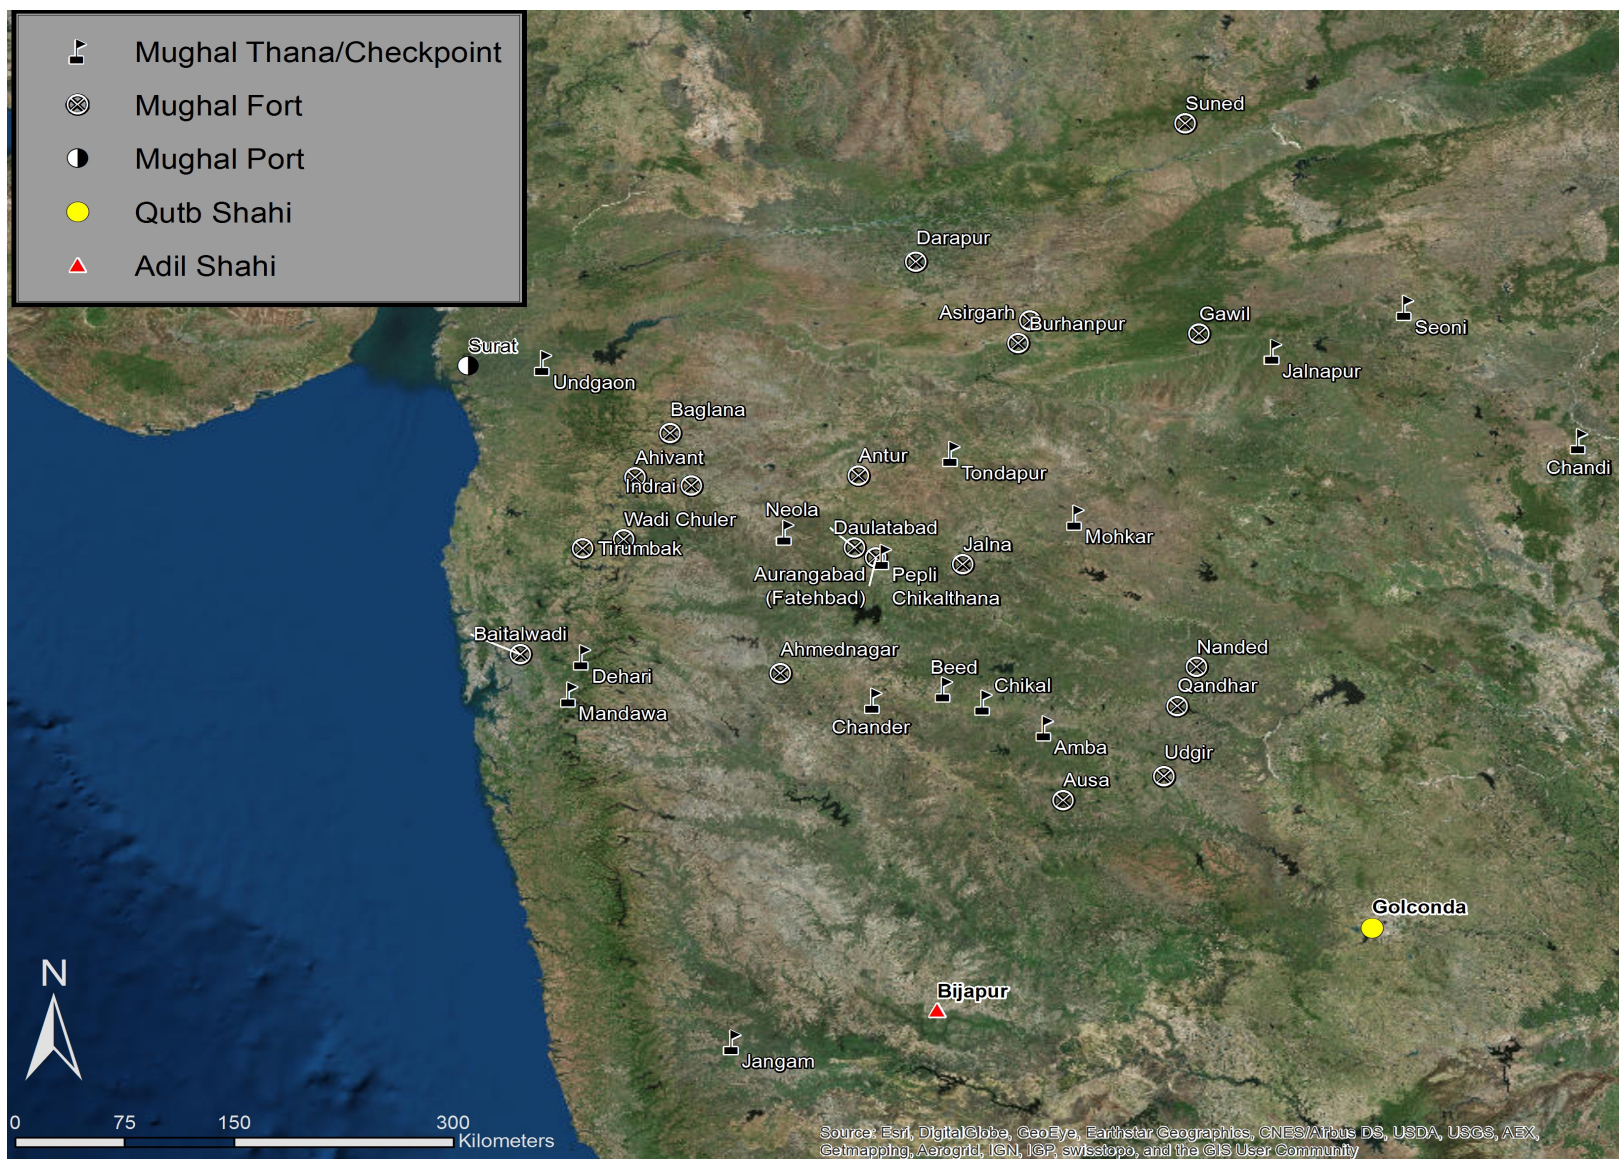 Mughal Thana/Checkpoint
Mughal Fort
Mughal Port
Qutb Shahi
Adil Shahi
Suned
Darapur
Asirgarh
Burhanpur
Gawil
Seoni
Jalnapur
Surat
Undgaon
Baglana
Ahivant
Indrai
Antur
Tondapur
Chandi
Neola
Wadi Chuler
Tirumbak
Daulatabad
Mohkar
Jalna
Aurangabad
(Fatehbad)
Pepli
Chikalthana
Baitalwadi
Dehari
Mandawa
Ahmednagar
Beed
Chikal
Chander
Nanded
Qandhar
Amba
Udgir
Ausa
Golconda
Bijapur
Jangam
N
0 75 150 300
Kilometers
Source: Esri, DigitalGlobe, GeoEye, Earthstar Geographics, CNES/Airbus DS, USDA, USGS, AEX,
Getmapping, Aerogrid, IGN, IGP, swisstopo, and the GIS User Community